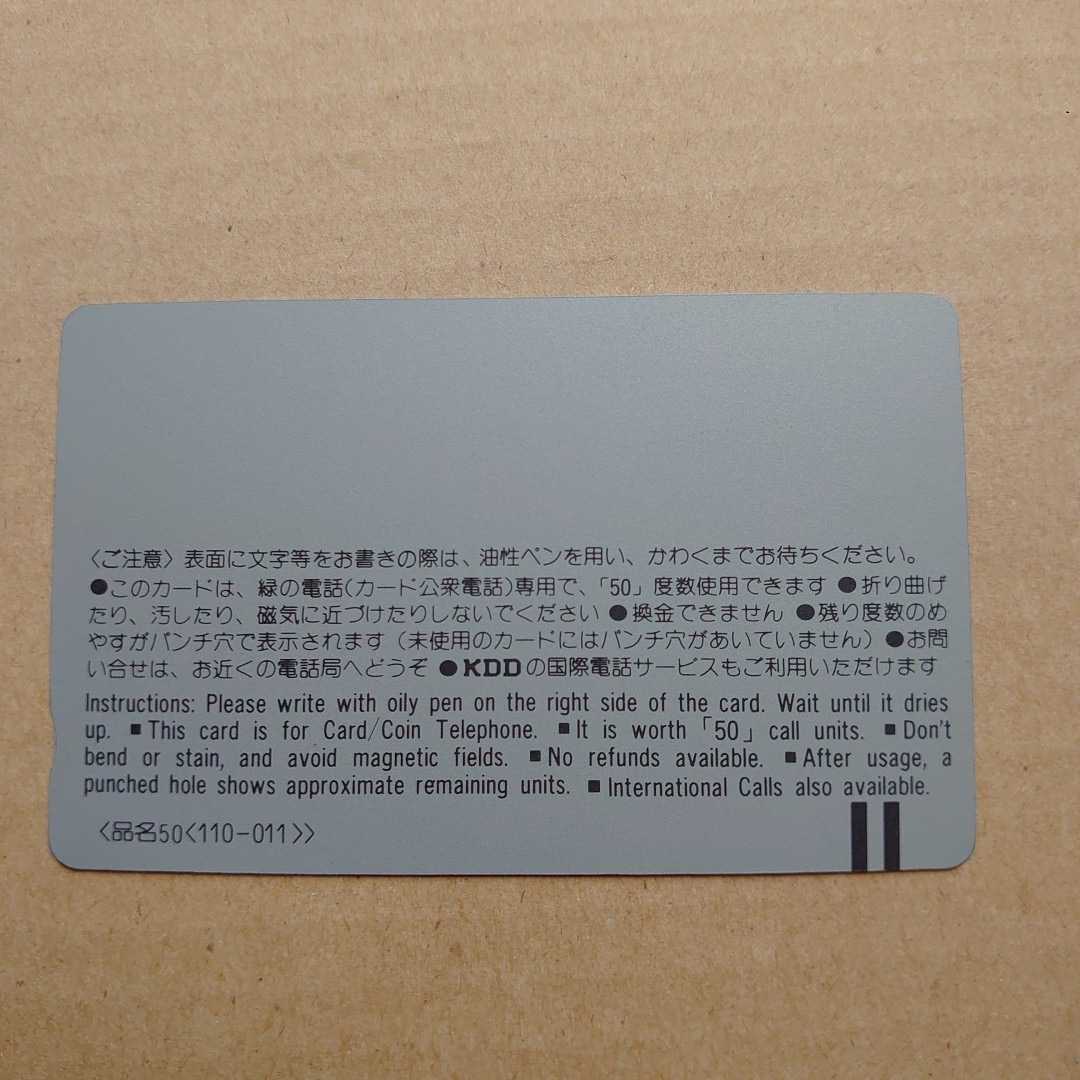 〈ご注意〉表面に文字等をお書きの際は、油性ペンを用い、かわくまでお待ちください。
●このカードは、緑の電話(カード公衆電話)専用で、「50」度数使用できます ●折り曲げ
たり、汚したり、磁気に近づけたりしないでください ●換金できません ●残り度数のめ
やすがパンチ穴で表示されます（未使用のカードにはパンチ穴があいていません）●お問
い合せは、お近くの電話局へどうぞ ●KDDの国際電話サービスもご利用いただけます
Instructions: Please write with oily pen on the right side of the card. Wait until it dries
up. ■This card is for Card/Coin Telephone. ■It is worth「50」call units. ■Don't
bend or stain, and avoid magnetic fields. ■No refunds available. ■After usage, a
punched hole shows approximate remaining units. ■International Calls also available.
〈品名50〈110-011〉〉